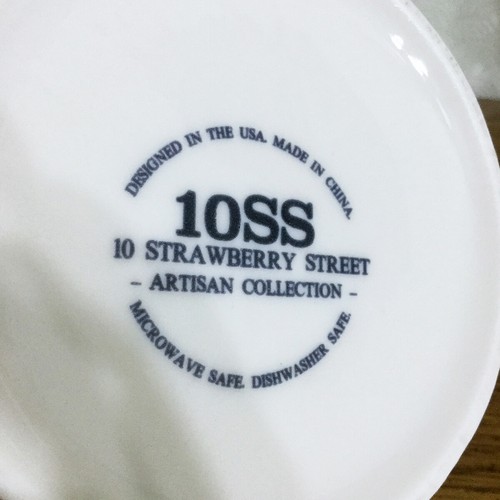 DESIGNED IN THE USA. MADE IN CHINA.
10SS
10 STRAWBERRY STREET
- ARTISAN COLLECTION -
MICROWAVE SAFE. DISHWASHER SAFE.